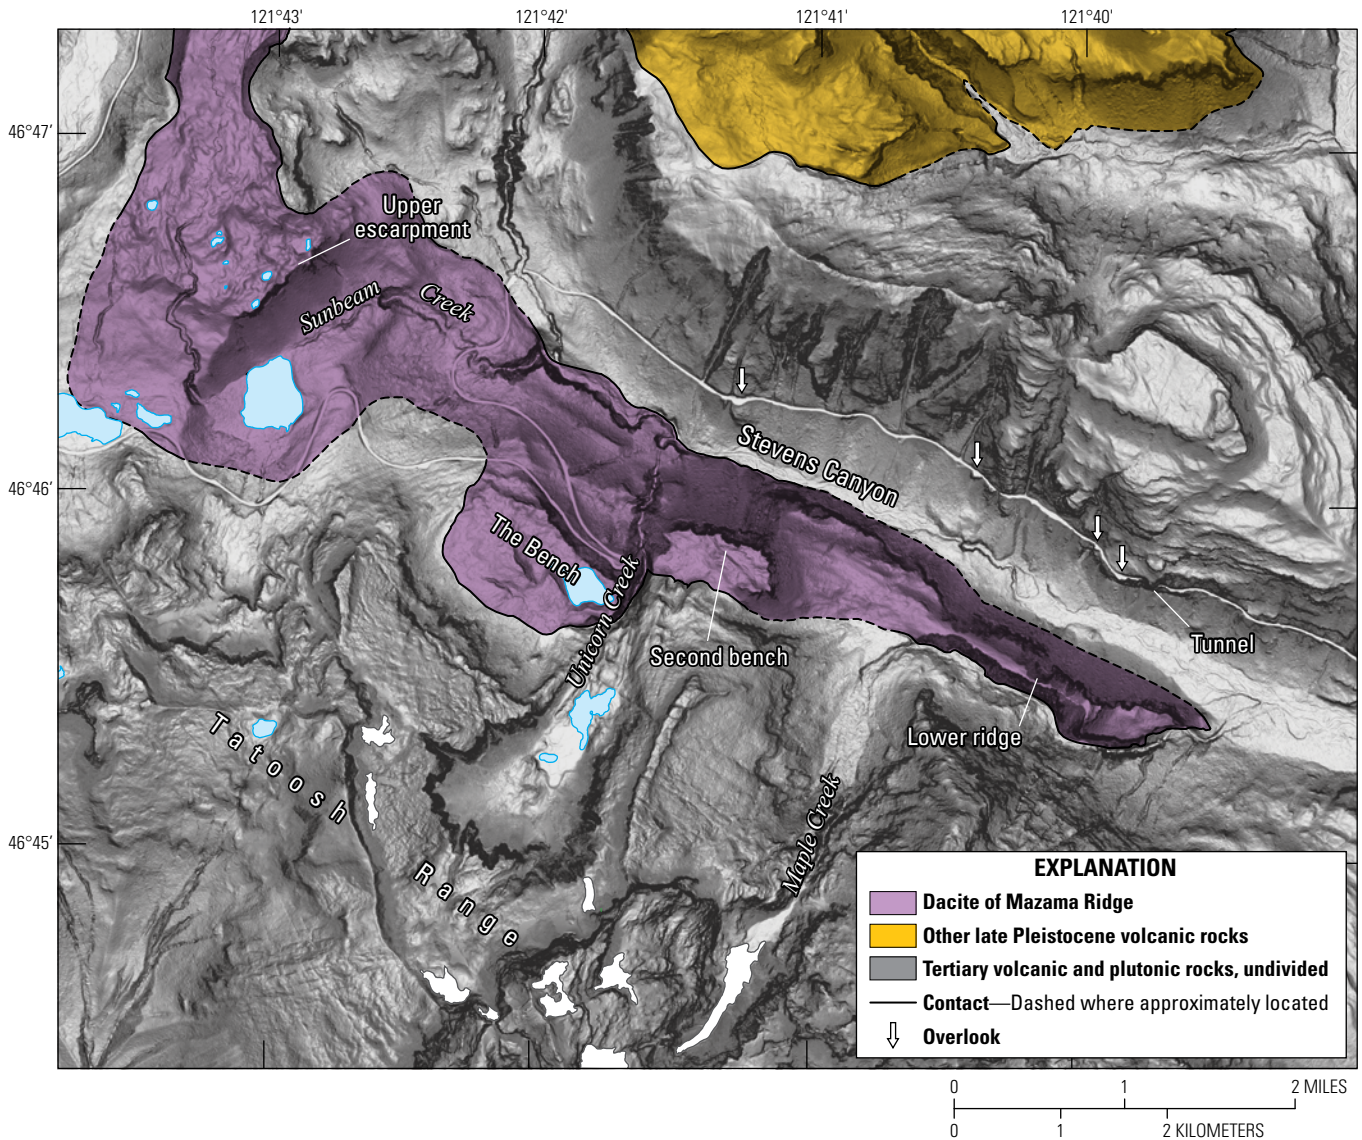 121°43′
121°42′
121°41′
121°40′
46°47′
46°46′
46°45′
Upper
escarpment
Sunbeam
Creek
Stevens Canyon
The Bench
Unicorn Creek
Second bench
Tunnel
Lower ridge
Maple Creek
Tatoosh
Range
EXPLANATION
Dacite of Mazama Ridge
Other late Pleistocene volcanic rocks
Tertiary volcanic and plutonic rocks, undivided
Contact—Dashed where approximately located
Overlook
0 1 2 MILES
0 1 2 KILOMETERS